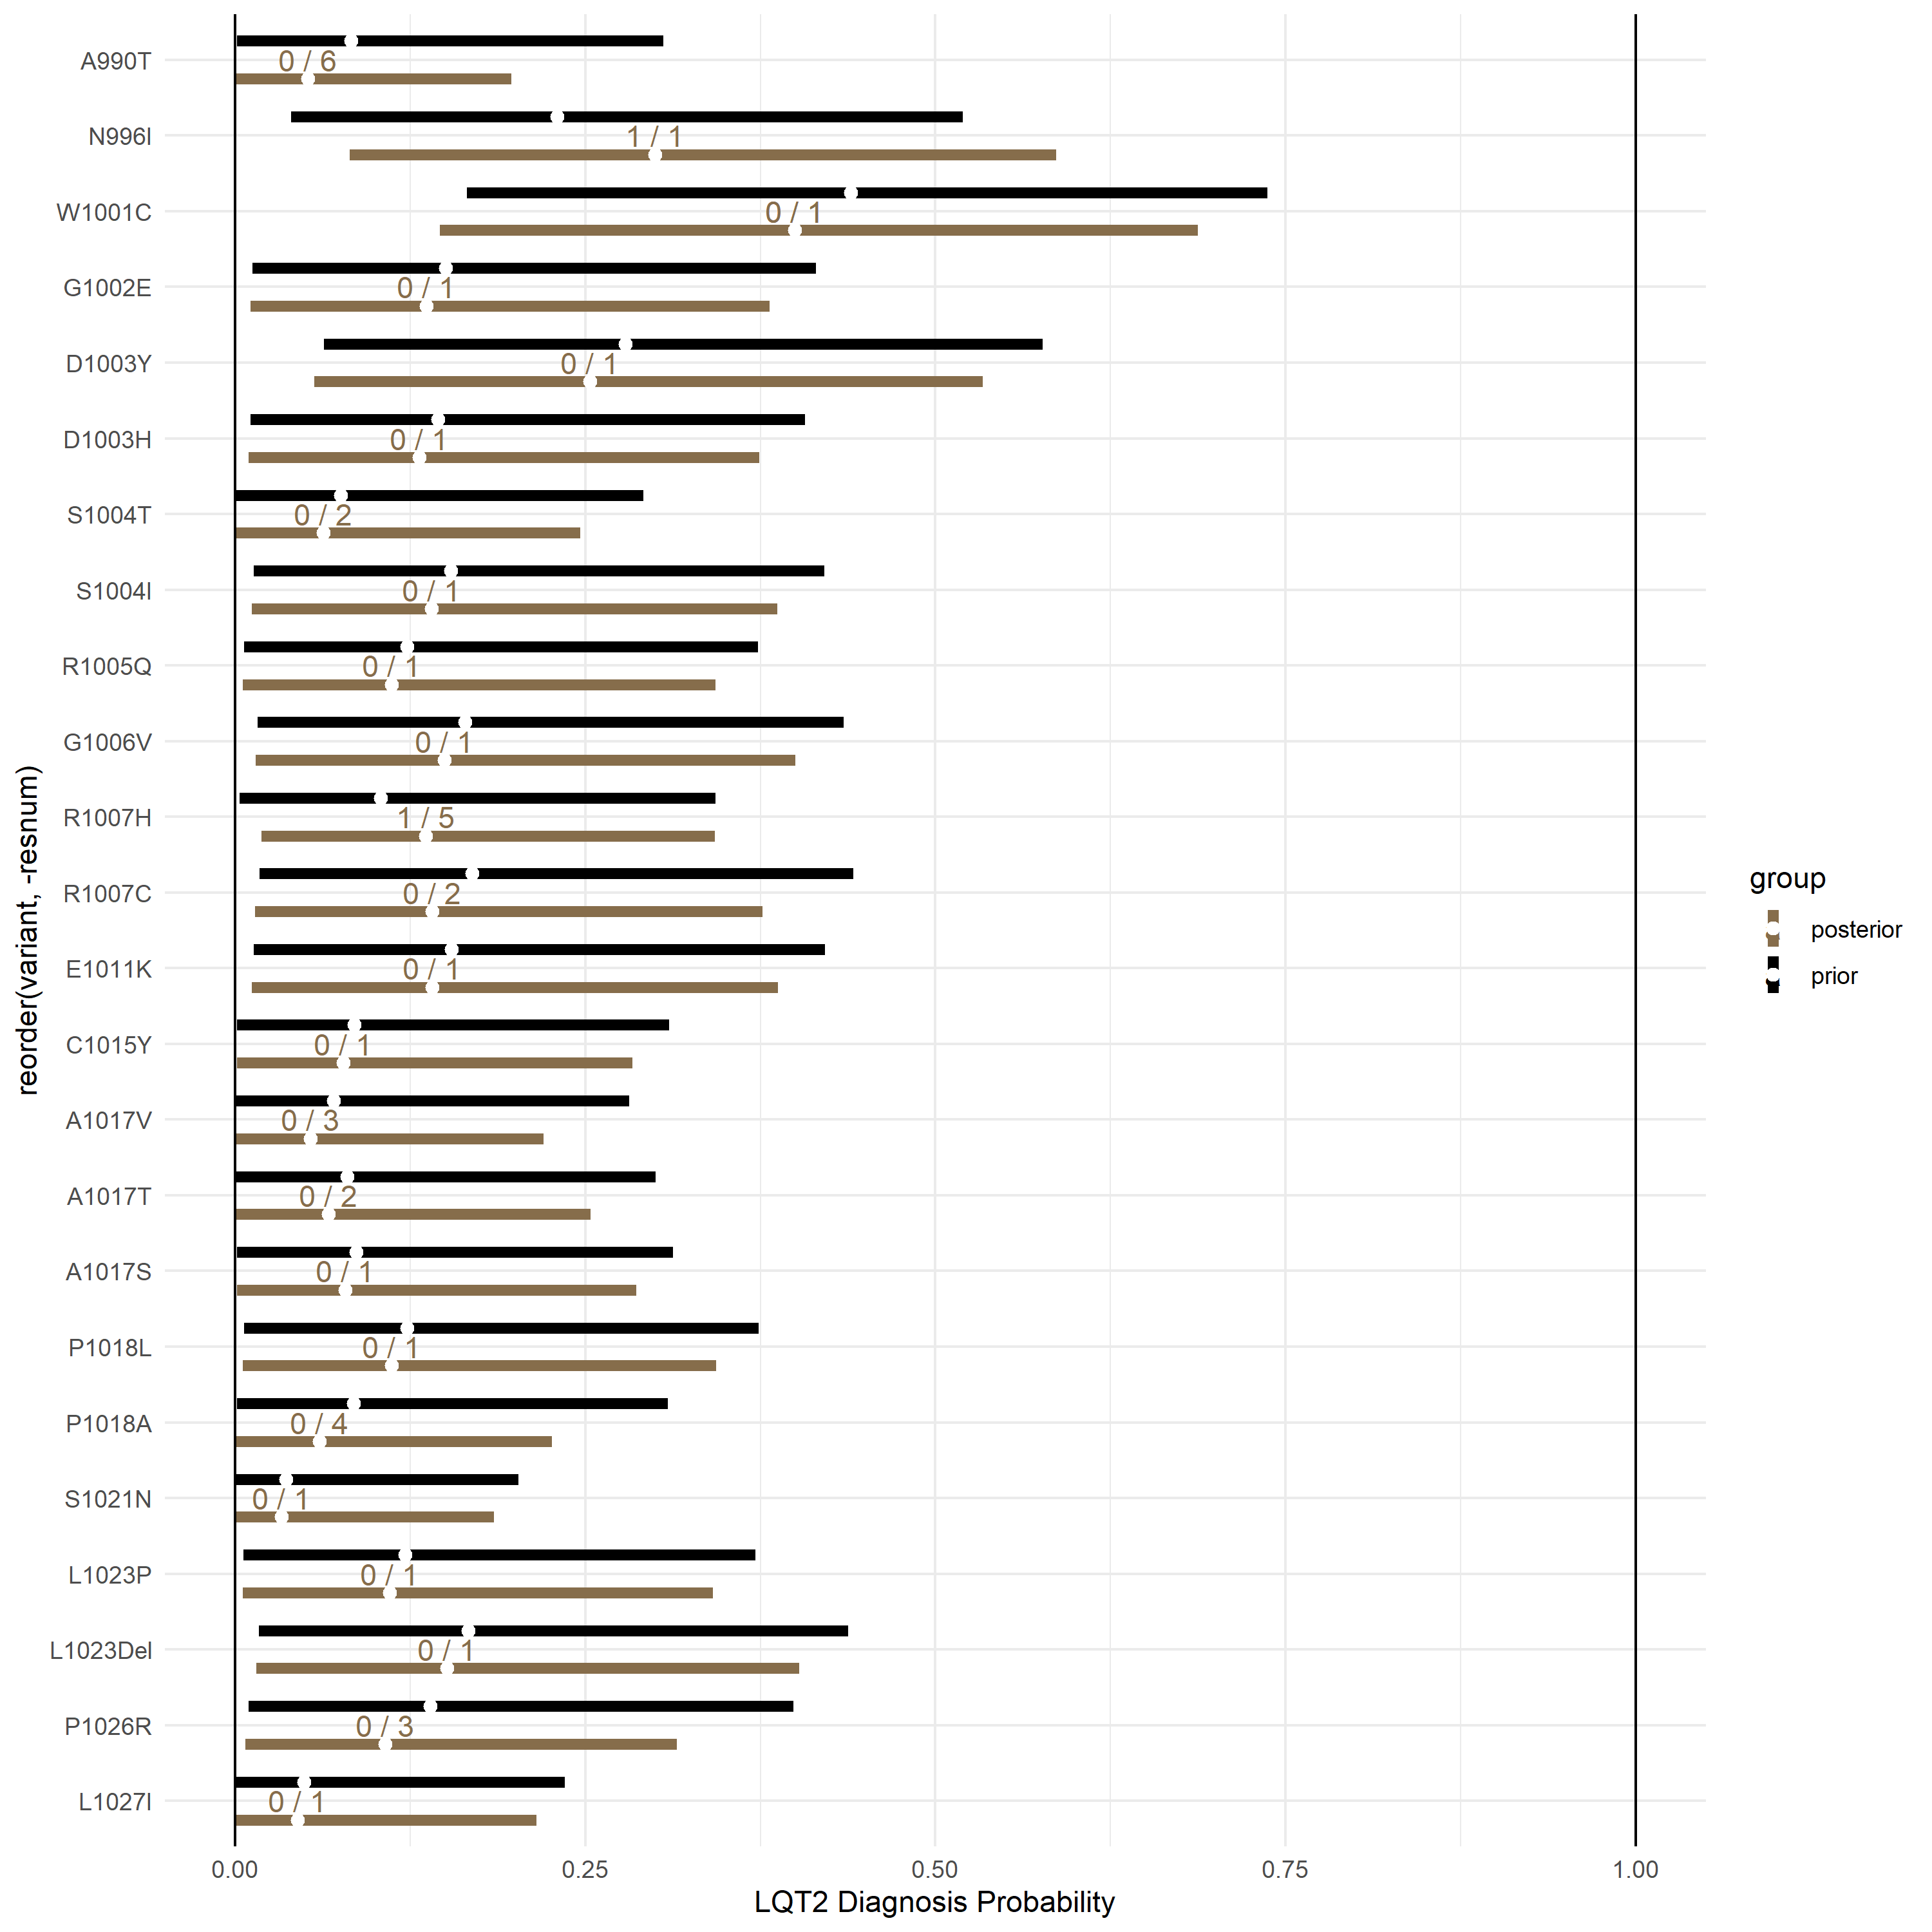 A990T
0 / 6
N996I
1 / 1
W1001C
0 / 1
G1002E
0 / 1
D1003Y
0 / 1
D1003H
0 / 1
S1004T
0 / 2
S1004I
0 / 1
R1005Q
0 / 1
G1006V
0 / 1
R1007H
1 / 5
R1007C
0 / 2
E1011K
0 / 1
C1015Y
0 / 1
A1017V
0 / 3
A1017T
0 / 2
A1017S
0 / 1
P1018L
0 / 1
P1018A
0 / 4
S1021N
0 / 1
L1023P
0 / 1
L1023Del
0 / 1
P1026R
0 / 3
L1027I
0 / 1
reorder(variant, -resnum)
0.00
0.25
0.50
0.75
1.00
LQT2 Diagnosis Probability
group
posterior
prior